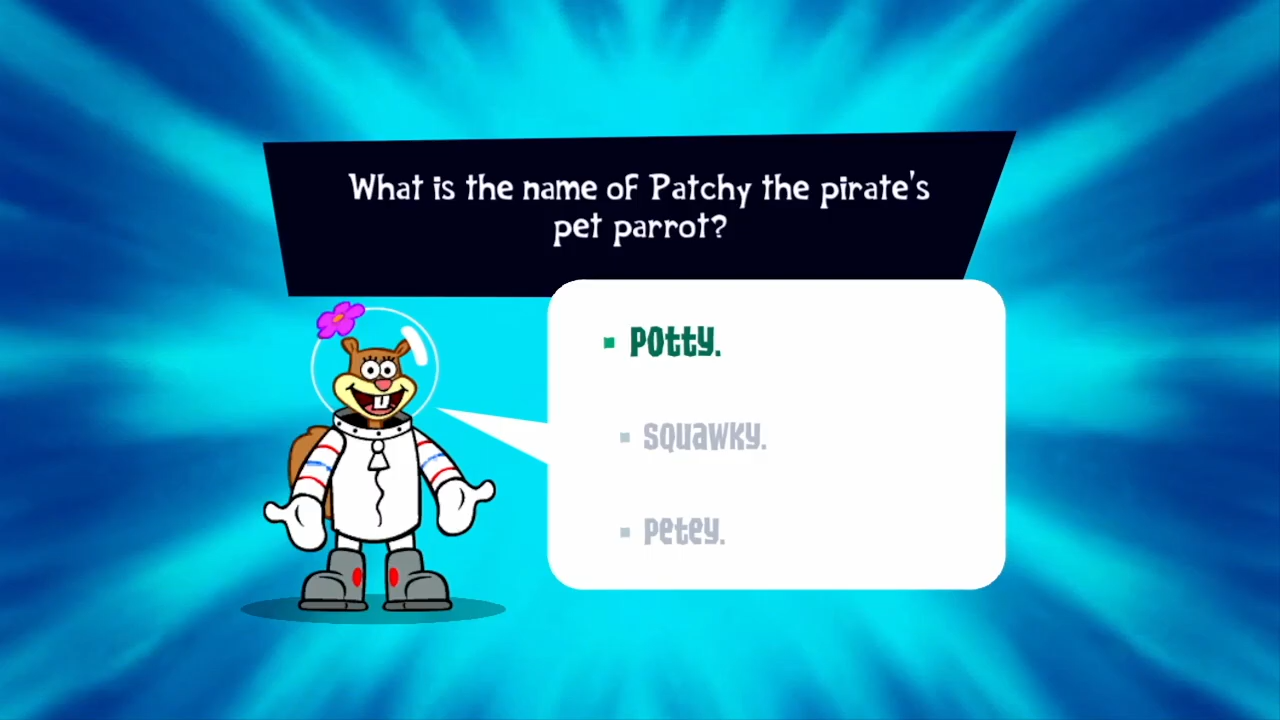 What is the name of Patchy the pirate's
pet parrot?
Potty.
Squawky.
Petey.